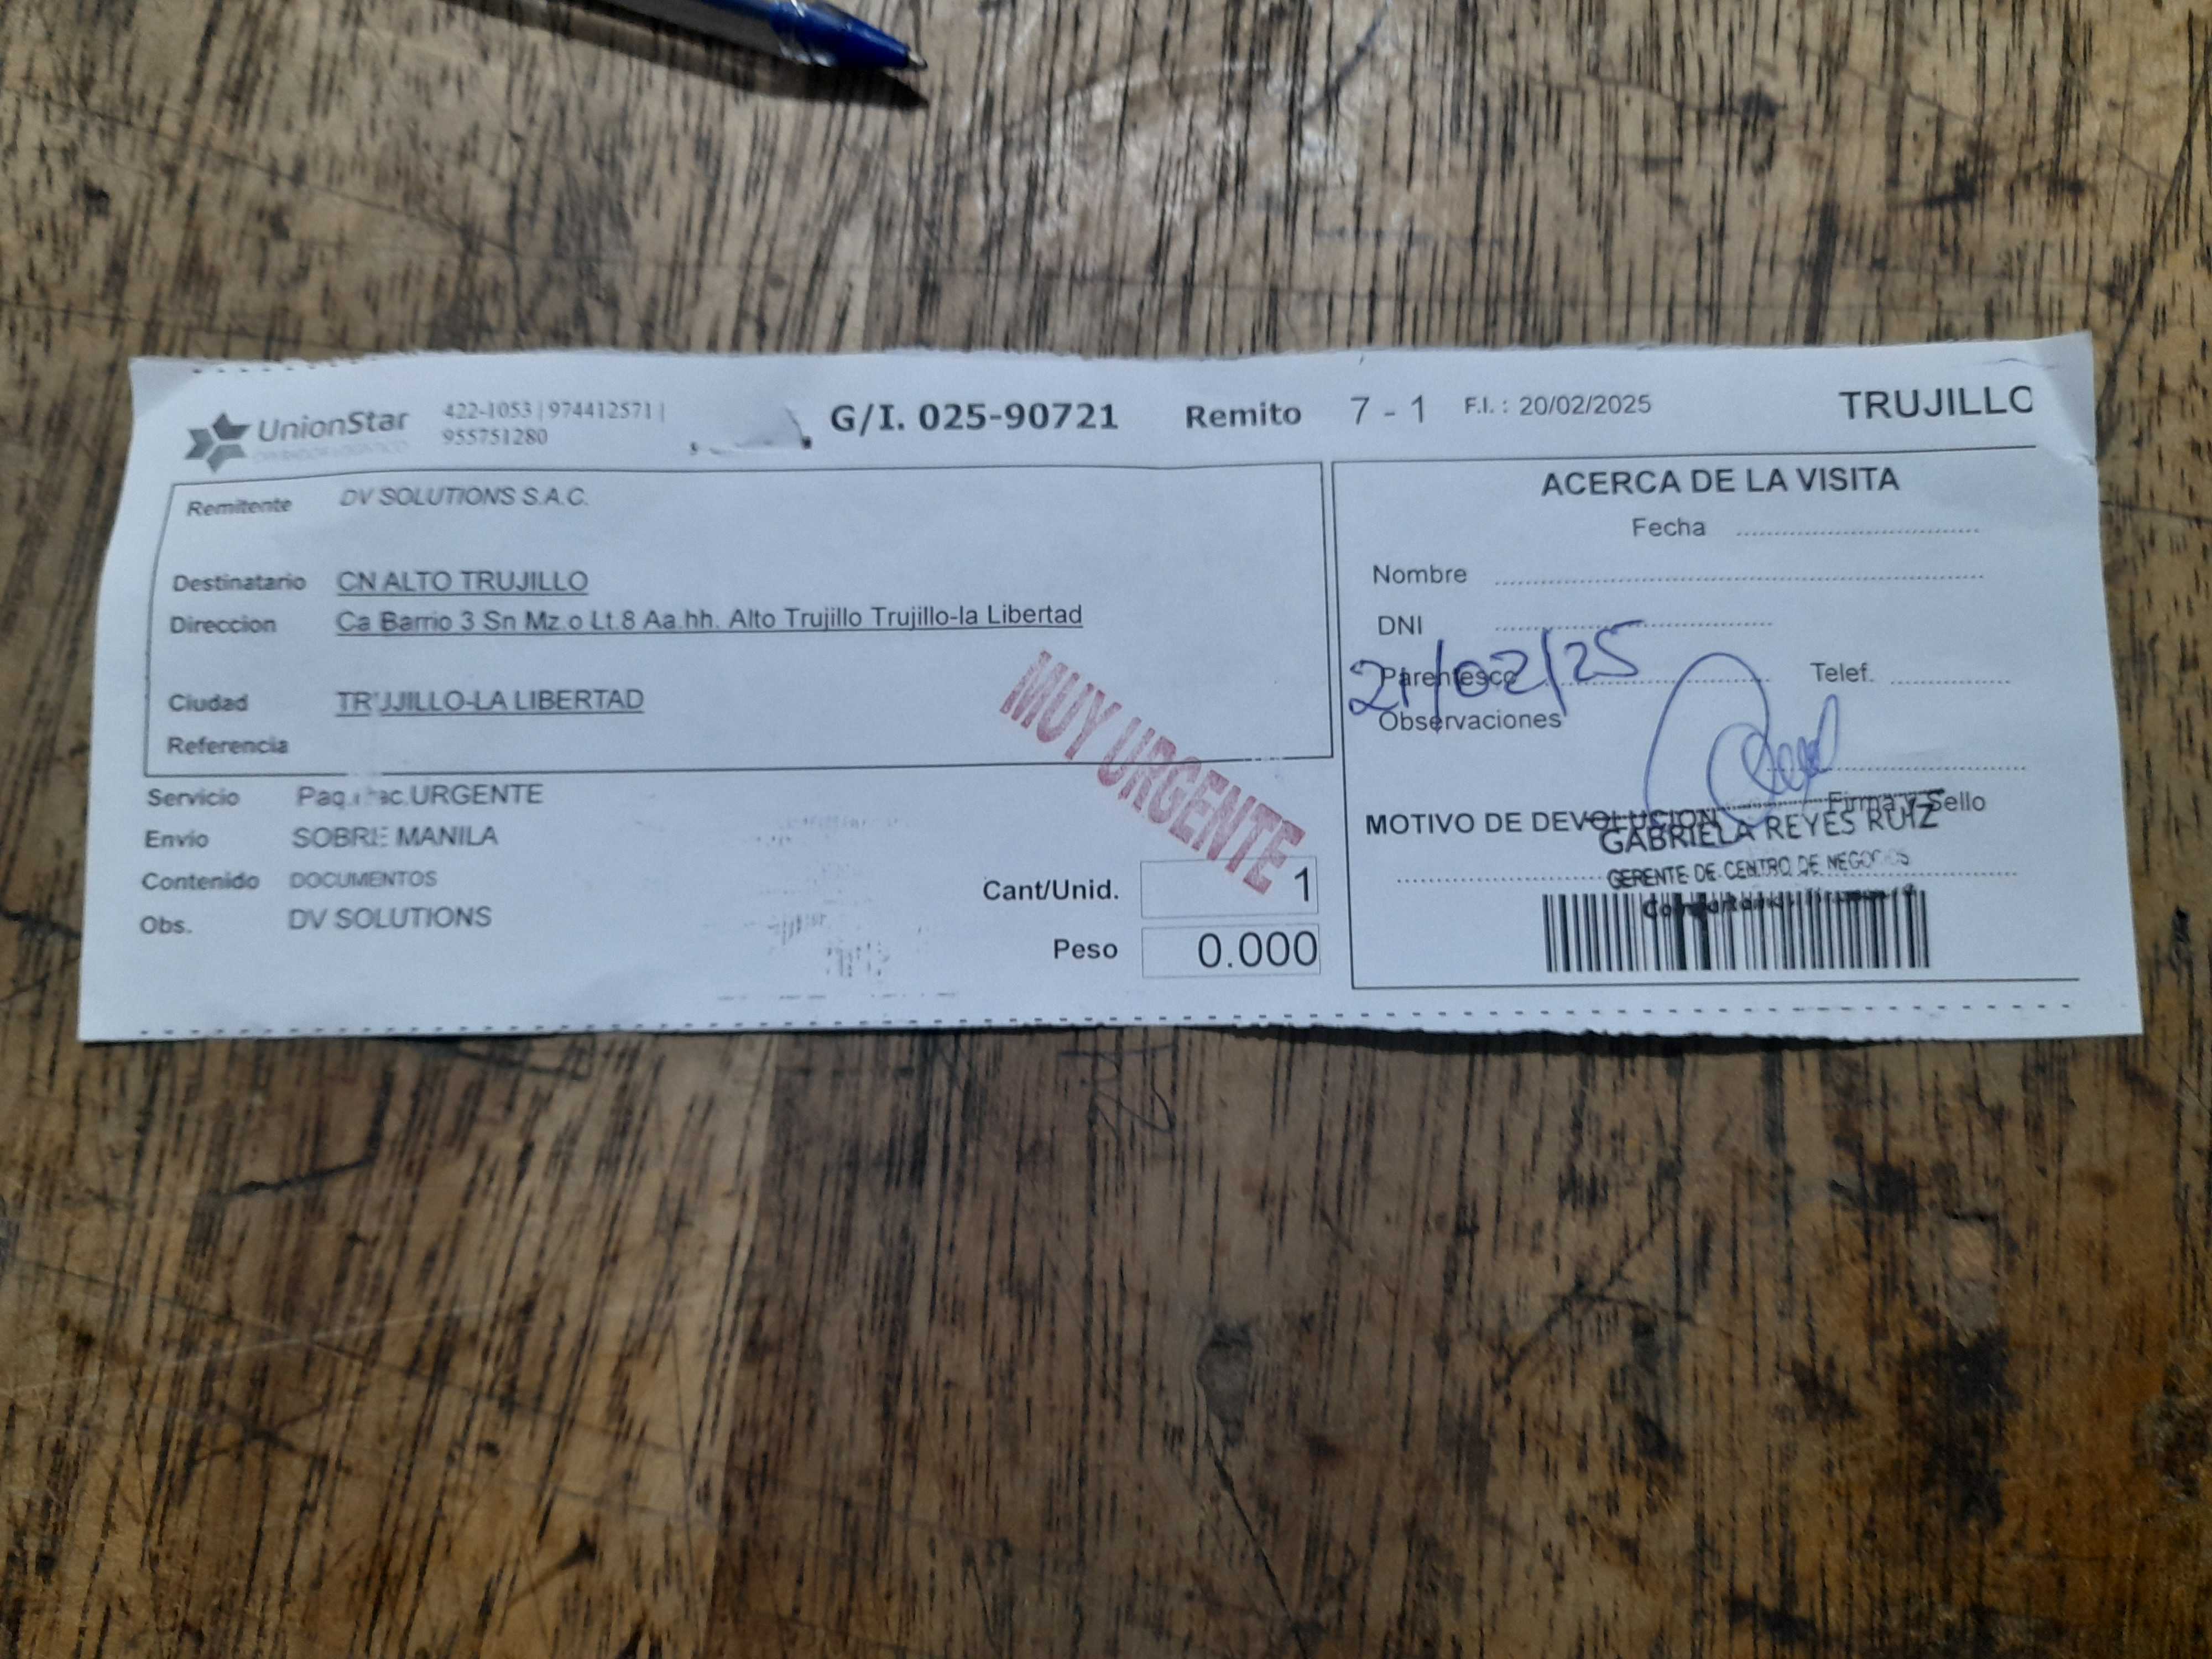 UnionStar
422-1053 | 974412571 |
955751280
G/I. 025-90721 Remito 7 - 1 F.I. : 20/02/2025 TRUJILLO
Remitente DV SOLUTIONS S.A.C.
Destinatario CN ALTO TRUJILLO
Direccion Ca Barrio 3 Sn Mz.o Lt.8 Aa.hh. Alto Trujillo Trujillo-la Libertad
Ciudad TRUJILLO-LA LIBERTAD
Referencia
MUY URGENTE
Servicio URGENTE
Envio SOBRE MANILA
Contenido DOCUMENTOS
Obs. DV SOLUTIONS
Cant/Unid. 1
Peso 0.000
ACERCA DE LA VISITA
Fecha
Nombre
DNI
21/02/25
Parentesco Telef.
Observaciones
Firma y Sello
MOTIVO DE DEVOLUCION
GABRIELA REYES RUIZ
GERENTE DE CENTRO DE NEGOCIOS